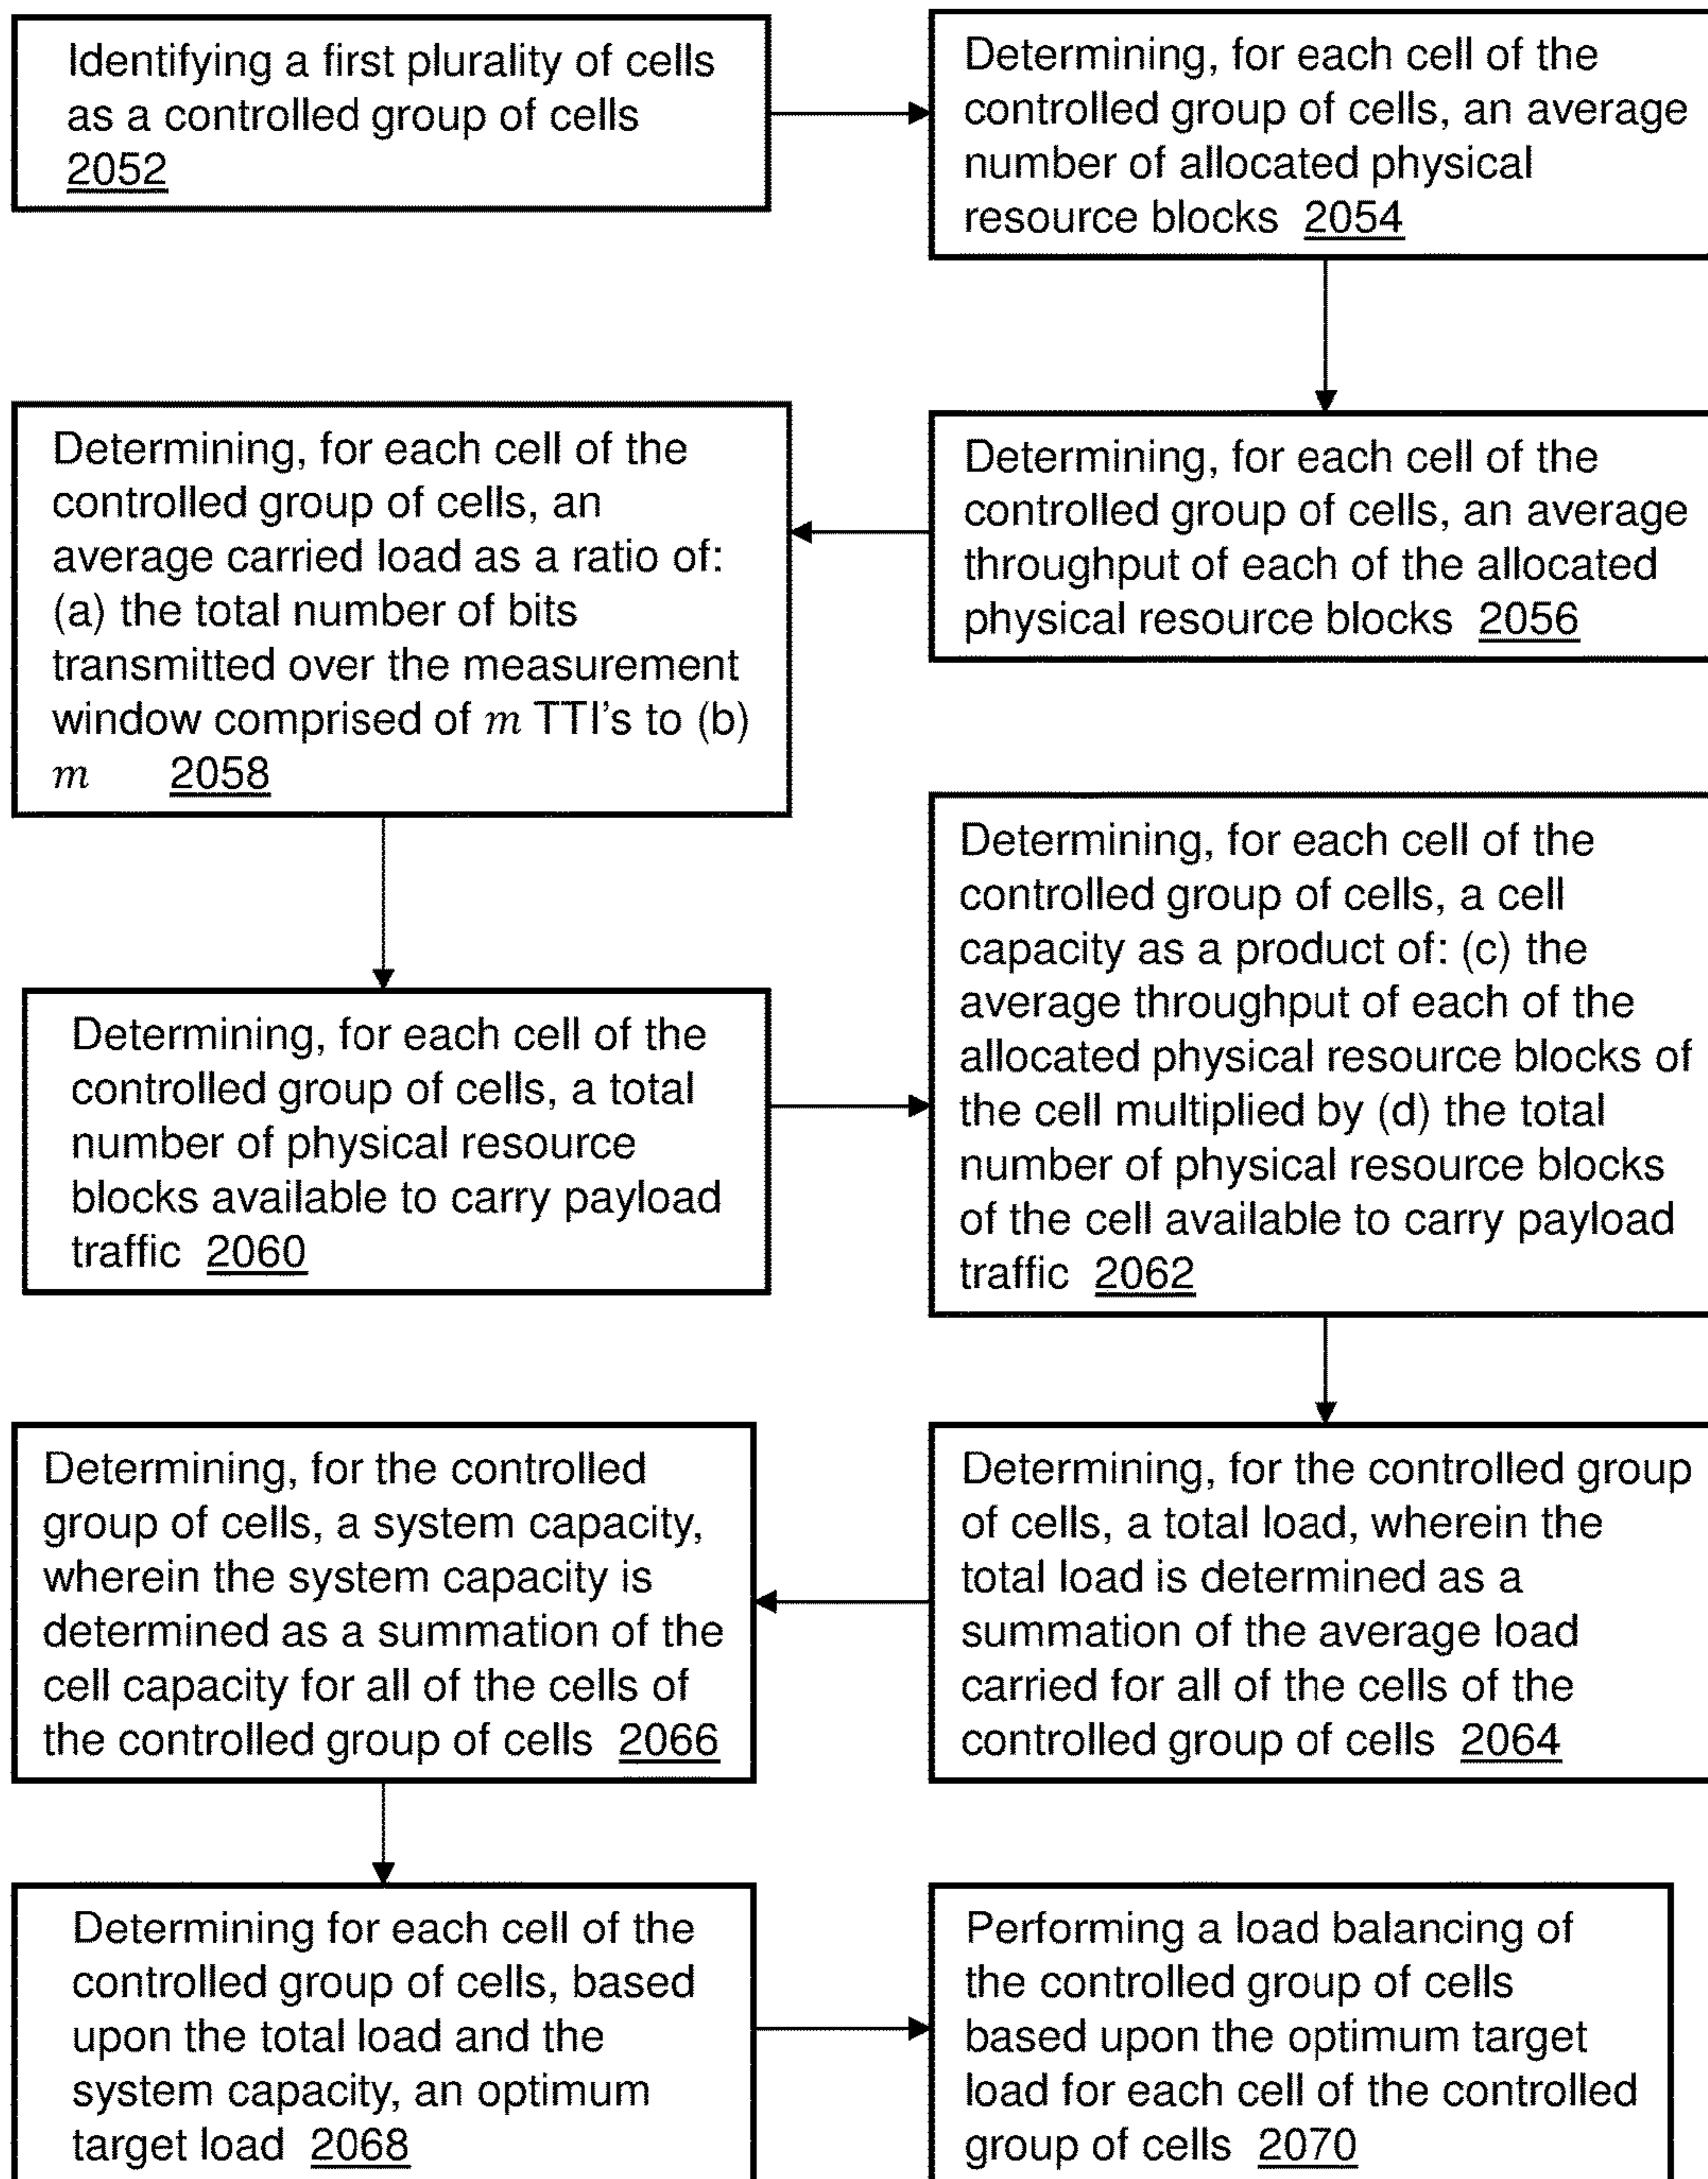 Identifying a first plurality of cells
as a controlled group of cells
2052
Determining, for each cell of the
controlled group of cells, an average
number of allocated physical
resource blocks 2054
Determining, for each cell of the
controlled group of cells, an average
throughput of each of the allocated
physical resource blocks 2056
Determining, for each cell of the
controlled group of cells, an
average carried load as a ratio of:
(a) the total number of bits
transmitted over the measurement
window comprised of m TTI's to (b)
m 2058
Determining, for each cell of the
controlled group of cells, a total
number of physical resource
blocks available to carry payload
traffic 2060
Determining, for each cell of the
controlled group of cells, a cell
capacity as a product of: (c) the
average throughput of each of the
allocated physical resource blocks of
the cell multiplied by (d) the total
number of physical resource blocks
of the cell available to carry payload
traffic 2062
Determining, for the controlled group
of cells, a total load, wherein the
total load is determined as a
summation of the average load
carried for all of the cells of the
controlled group of cells 2064
Determining, for the controlled
group of cells, a system capacity,
wherein the system capacity is
determined as a summation of the
cell capacity for all of the cells of
the controlled group of cells 2066
Determining for each cell of the
controlled group of cells, based
upon the total load and the
system capacity, an optimum
target load 2068
Performing a load balancing of
the controlled group of cells
based upon the optimum target
load for each cell of the controlled
group of cells 2070